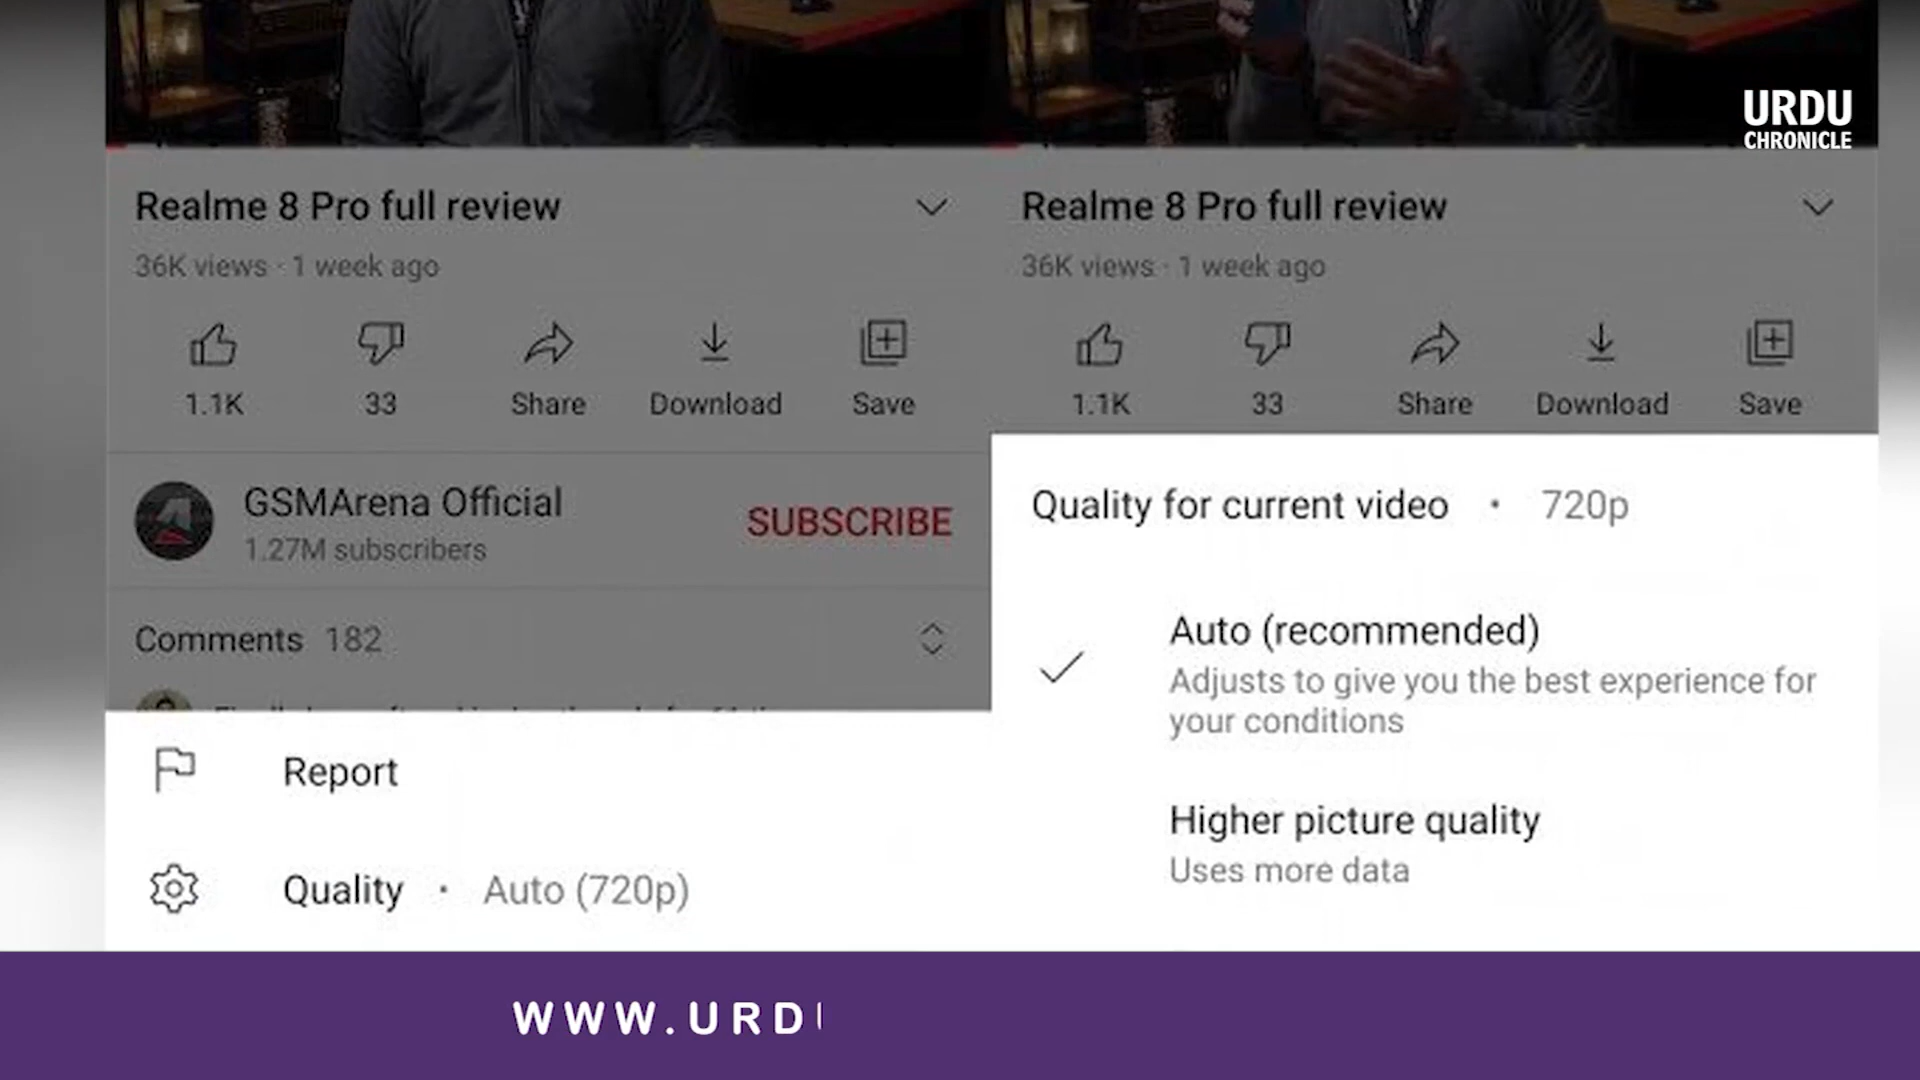 URDU
CHRONICLE
Realme 8 Pro full review
36K views · 1 week ago
1.1K
33
Share
Download
Save
GSMArena Official
1.27M subscribers
SUBSCRIBE
Comments 182
Report
Quality · Auto (720p)
Realme 8 Pro full review
36K views · 1 week ago
1.1K
33
Share
Download
Save
Quality for current video · 720p
Auto (recommended)
Adjusts to give you the best experience for
your conditions
Higher picture quality
Uses more data
WWW.URD